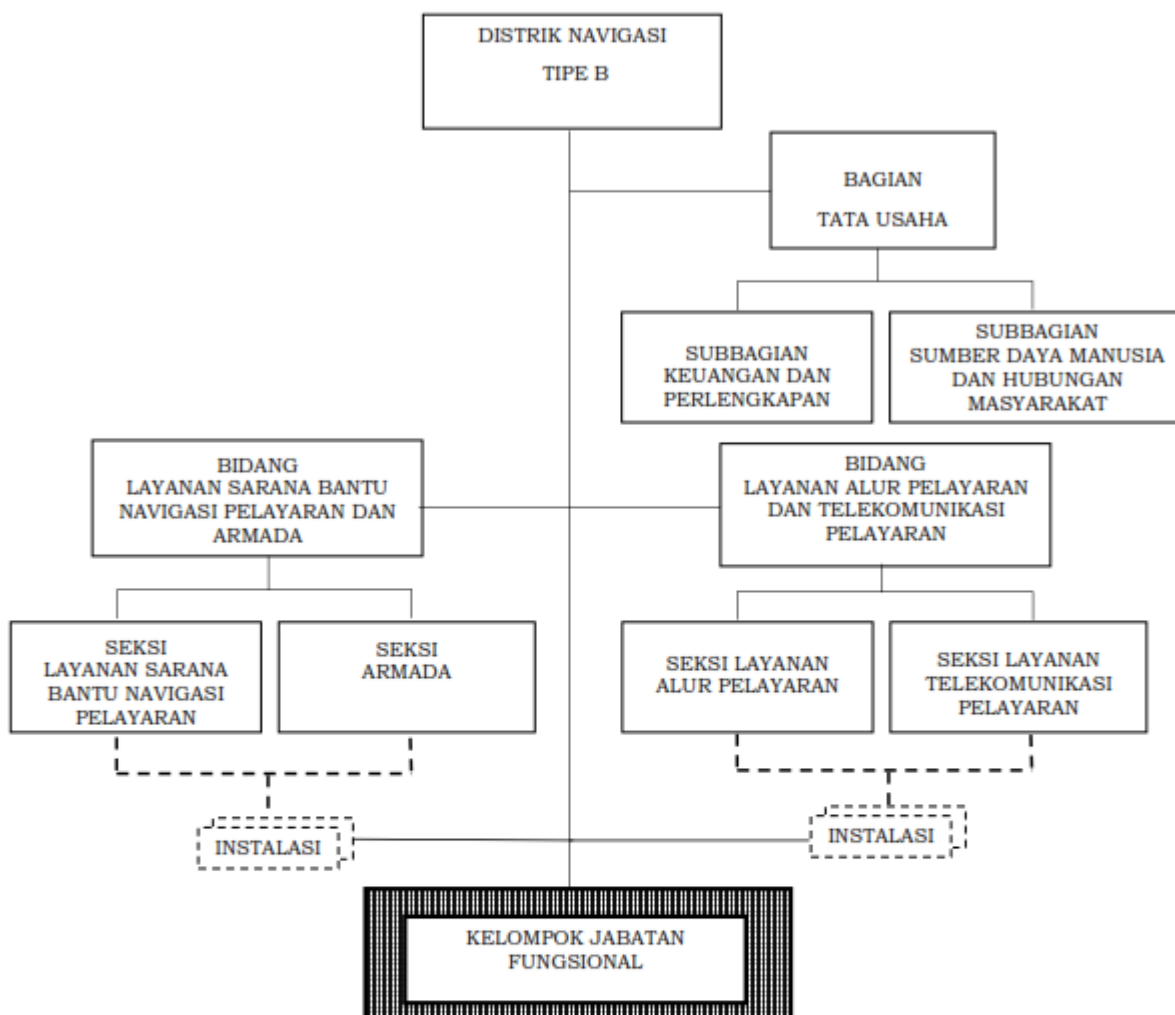 DISTRIK NAVIGASI
TIPE B
BAGIAN
TATA USAHA
SUBBAGIAN
KEUANGAN DAN
PERLENGKAPAN
SUBBAGIAN
SUMBER DAYA MANUSIA
DAN HUBUNGAN
MASYARAKAT
BIDANG
LAYANAN SARANA BANTU
NAVIGASI PELAYARAN DAN
ARMADA
BIDANG
LAYANAN ALUR PELAYARAN
DAN TELEKOMUNIKASI
PELAYARAN
SEKSI
LAYANAN SARANA
BANTU NAVIGASI
PELAYARAN
SEKSI
ARMADA
SEKSI LAYANAN
ALUR PELAYARAN
SEKSI LAYANAN
TELEKOMUNIKASI
PELAYARAN
INSTALASI
INSTALASI
KELOMPOK JABATAN
FUNGSIONAL